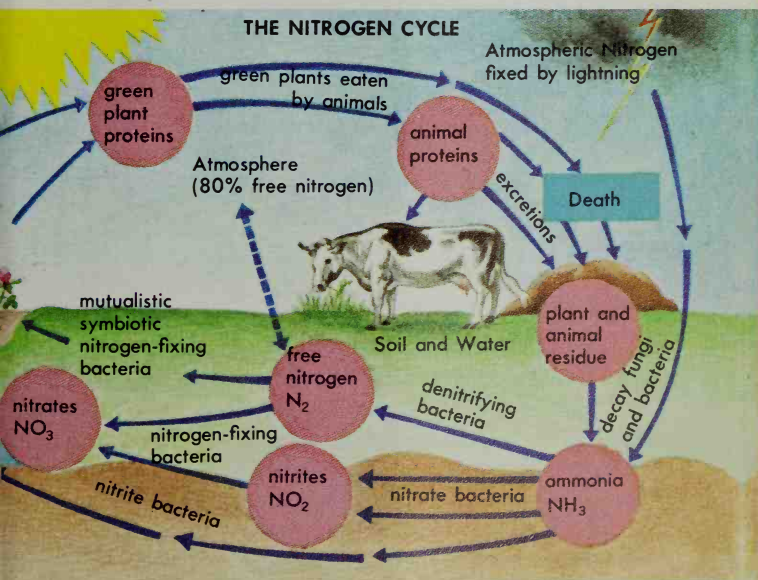 THE NITROGEN CYCLE
Atmospheric Nitrogen
fixed by lightning
green plants eaten
by animals
green
plant
proteins
animal
proteins
Atmosphere
(80% free nitrogen)
excretions
Death
mutualistic
symbiotic
nitrogen-fixing
bacteria
Soil and Water
plant and
animal
residue
free
nitrogen
N₂
denitrifying
bacteria
decay fungi
and bacteria
nitrates
NO₃
nitrogen-fixing
bacteria
nitrites
NO₂
nitrate bacteria
ammonia
NH₃
nitrite bacteria